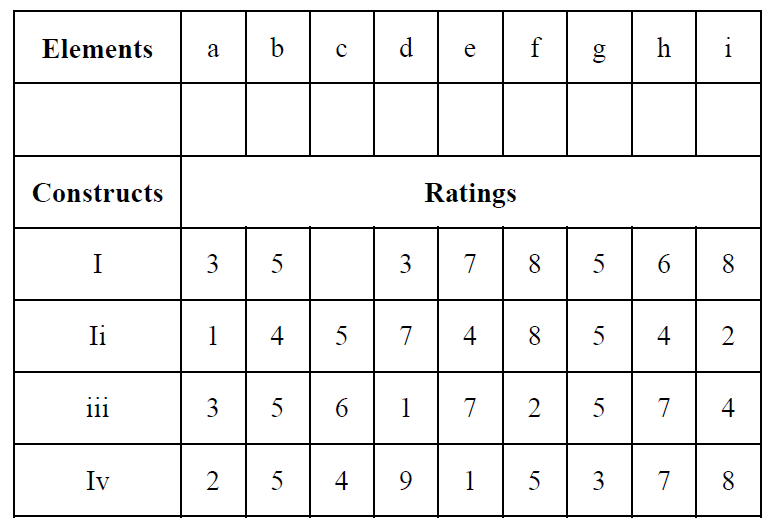 Elements a b c d e f g h i
Constructs Ratings
I 3 5 3 7 8 5 6 8
Ii 1 4 5 7 4 8 5 4 2
iii 3 5 6 1 7 2 5 7 4
Iv 2 5 4 9 1 5 3 7 8